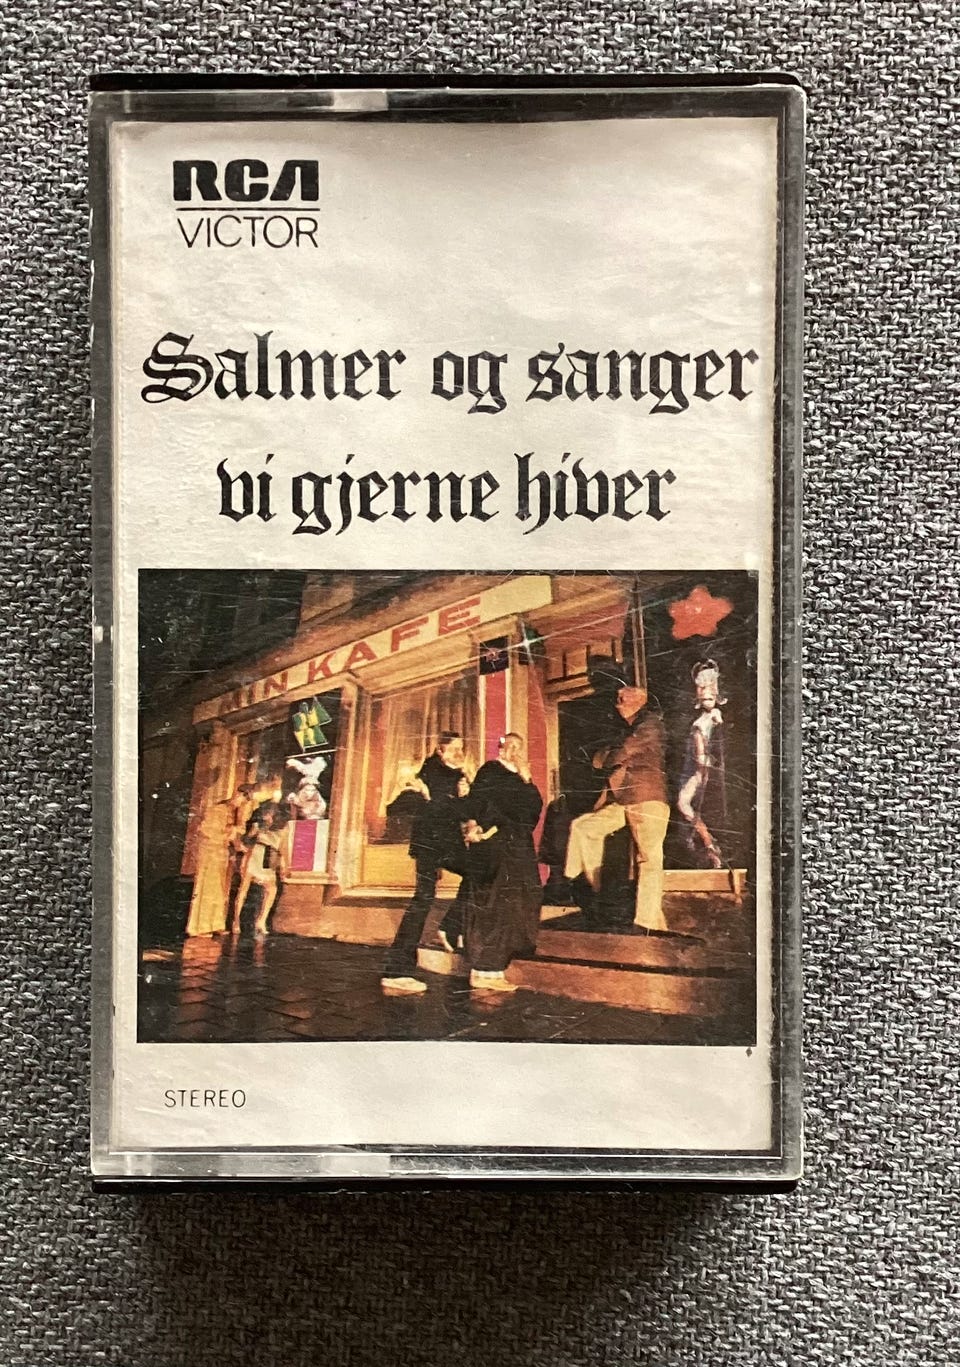 RCA
VICTOR
Salmer og sanger
vi gjerne hiver
KAFE
STEREO